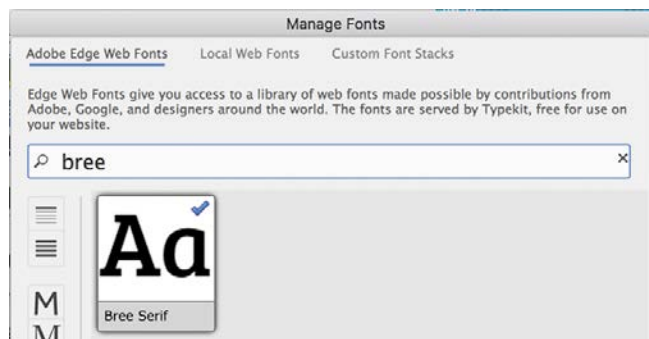 Manage Fonts
Adobe Edge Web Fonts Local Web Fonts Custom Font Stacks
Edge Web Fonts give you access to a library of web fonts made possible by contributions from
Adobe, Google, and designers around the world. The fonts are served by Typekit, free for use on
your website.
bree ×
Aa
M
Bree Serif
M